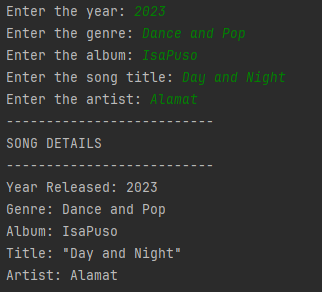 Enter the year: 2023
Enter the genre: Dance and Pop
Enter the album: IsaPuso
Enter the song title: Day and Night
Enter the artist: Alamat
--------------------------
SONG DETAILS
--------------------------
Year Released: 2023
Genre: Dance and Pop
Album: IsaPuso
Title: "Day and Night"
Artist: Alamat